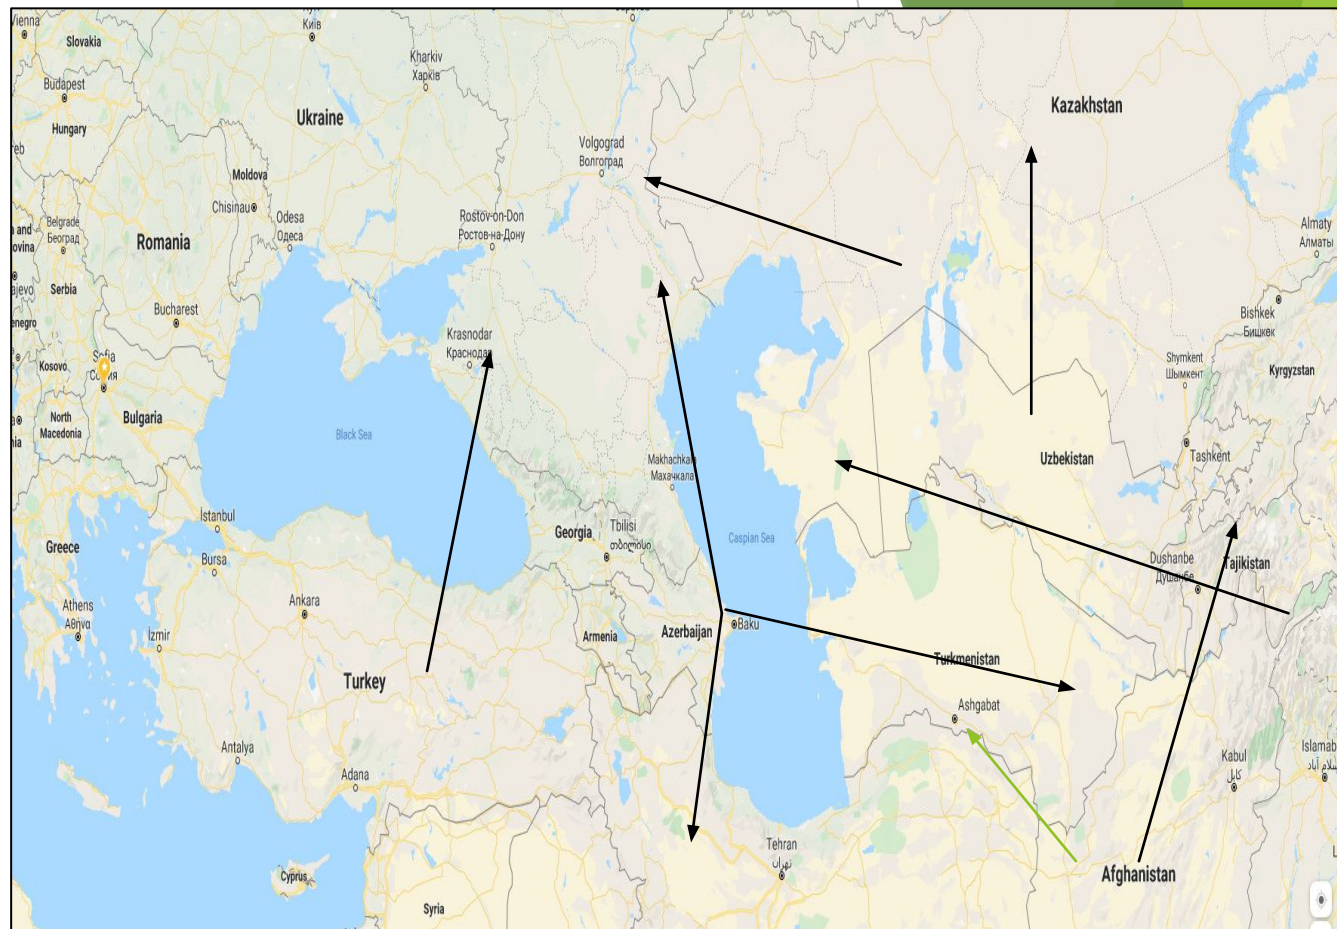 Vienna
Slovakia
Київ
Kharkiv
Харків
Budapest
Hungary
Ukraine
Kazakhstan
Volgograd
Волгоград
Moldova
Chisinau
Odesa
Одеса
Rostov-on-Don
Ростов-на-Дону
Belgrade
Београд
Romania
Almaty
Алматы
Serbia
Bucharest
Bishkek
Бишкек
Krasnodar
Краснодар
Sofia
Kosovo
Shymkent
Шымкент
Kyrgyzstan
North
Macedonia
Bulgaria
Black Sea
Makhachkala
Махачкала
Uzbekistan
Tashkent
İstanbul
Georgia
Tbilisi
თბილისი
Caspian Sea
Greece
Bursa
Dushanbe
Душанбе
Tajikistan
Athens
Αθήνα
Ankara
İzmir
Armenia
Azerbaijan
Baku
Turkey
Turkmenistan
Ashgabat
Antalya
Adana
Kabul
کابل
Islamab
Tehran
تهران
Afghanistan
Cyprus
Syria